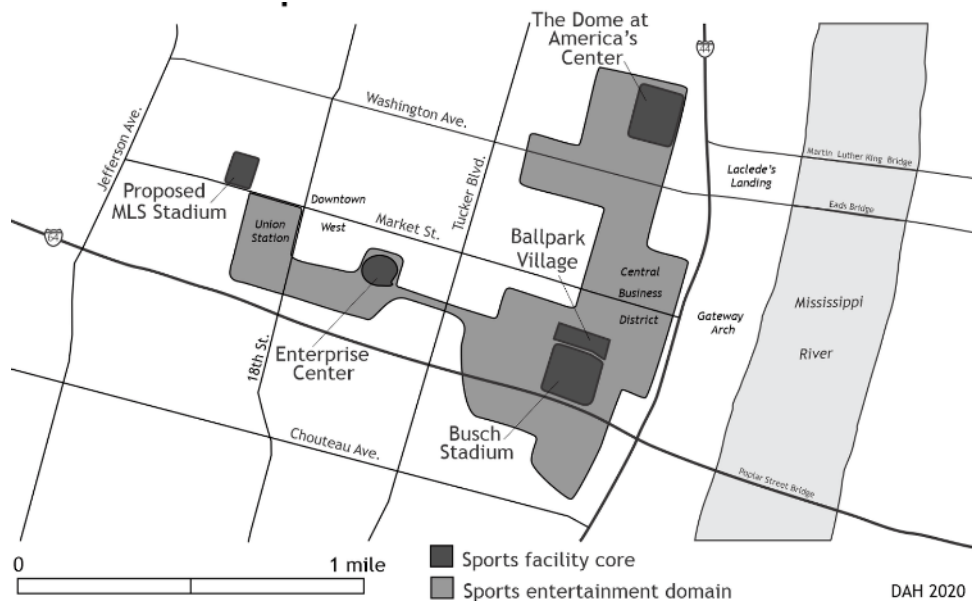 The Dome at
America's
Center
44
Washington Ave.
Jefferson Ave.
Tucker Blvd.
Martin Luther King Bridge
Laclede's
Landing
Eads Bridge
Proposed
MLS Stadium
Downtown
West
Union
Station
Market St.
Ballpark
Village
64
Central
Business
District
Gateway
Arch
Mississippi
River
Enterprise
Center
18th St.
Chouteau Ave.
Busch
Stadium
Poplar Street Bridge
0 1 mile
Sports facility core
Sports entertainment domain
DAH 2020